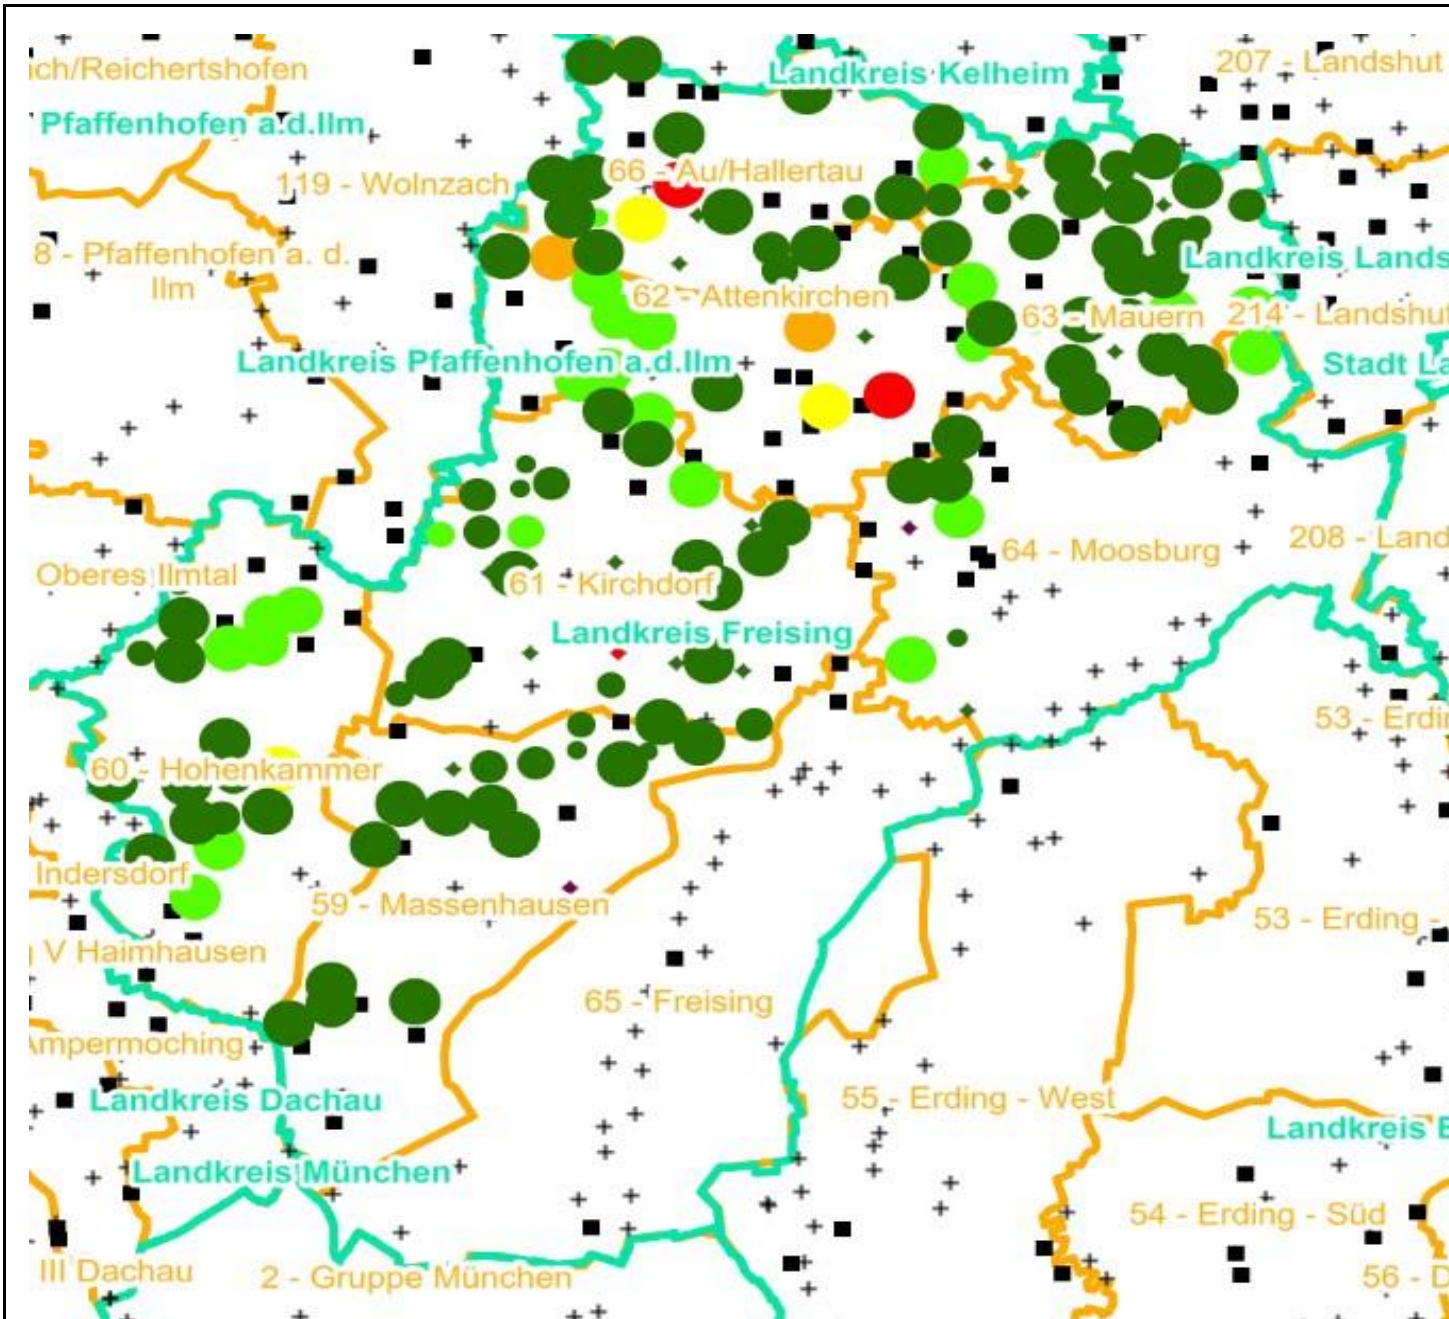 ach/Reichertshofen
Landkreis Kelheim
207 - Landshut
Pfaffenhofen a.d.Ilm
119 - Wolnzach
66 - Au/Hallertau
8 - Pfaffenhofen a. d.
Ilm
Landkreis Lands
62 - Attenkirchen
63 - Mauern
214 - Landshut
Landkreis Pfaffenhofen a.d.Ilm
Stadt La
208 - Land
64 - Moosburg
Oberes Ilmtal
61 - Kirchdorf
Landkreis Freising
53 - Erdin
60 - Hohenkammer
Indersdorf
59 - Massenhausen
53 - Erding -
V Haimhausen
65 - Freising
Ampermoching
Landkreis Dachau
55 - Erding - West
Landkreis E
Landkreis München
54 - Erding - Süd
III Dachau
2 - Gruppe München
56 - D